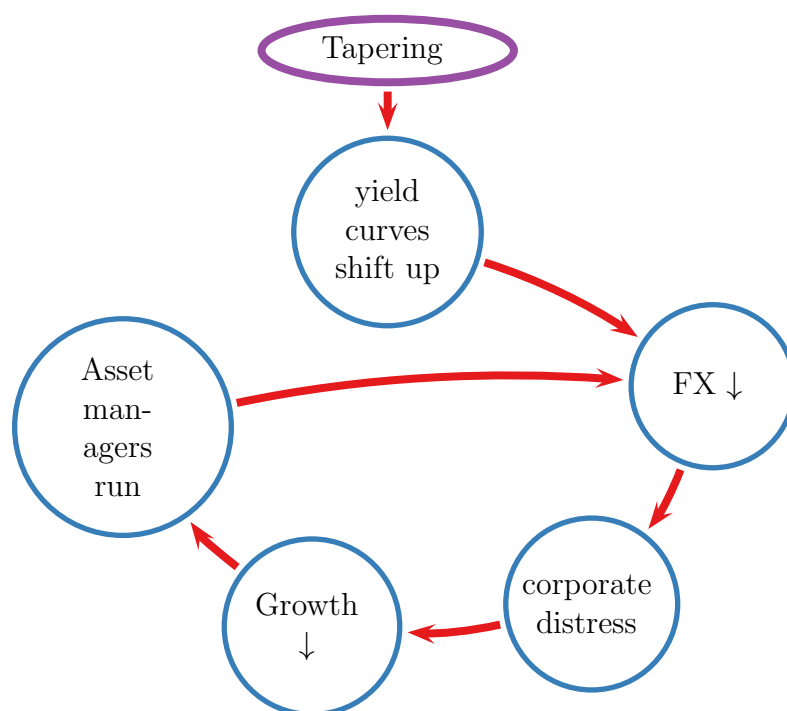 Tapering
yield
curves
shift up
FX ↓
Asset
man-
agers
run
corporate
distress
Growth
↓